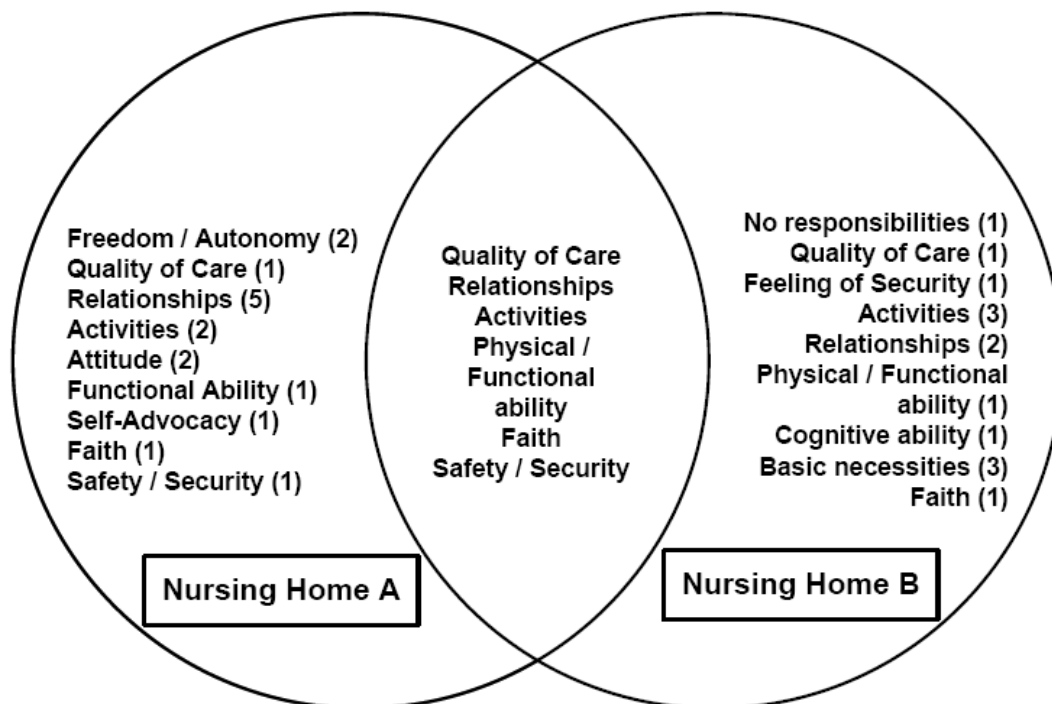 Freedom / Autonomy (2)
Quality of Care (1)
Relationships (5)
Activities (2)
Attitude (2)
Functional Ability (1)
Self-Advocacy (1)
Faith (1)
Safety / Security (1)
Nursing Home A
Quality of Care
Relationships
Activities
Physical /
Functional
ability
Faith
Safety / Security
No responsibilities (1)
Quality of Care (1)
Feeling of Security (1)
Activities (3)
Relationships (2)
Physical / Functional
ability (1)
Cognitive ability (1)
Basic necessities (3)
Faith (1)
Nursing Home B